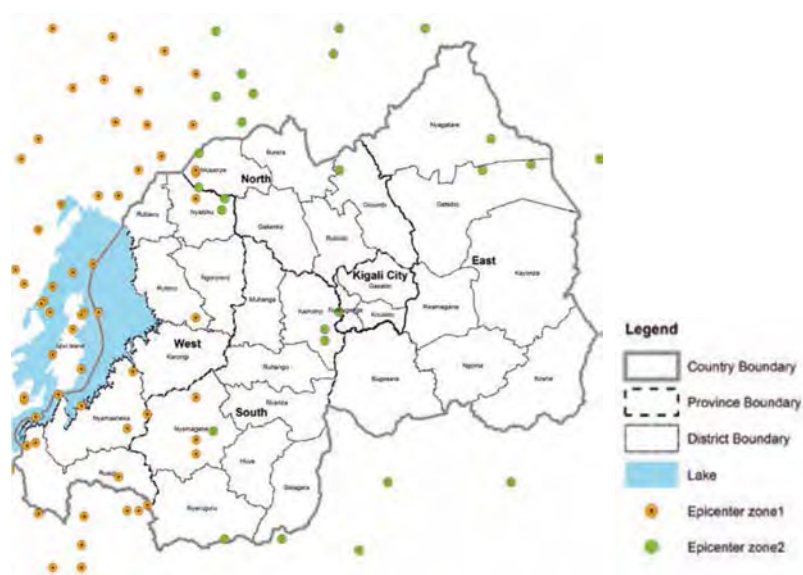 Nyagatare
Burera
Musanze
North
Gatsibo
Gicumbi
Nyabihu
Rubavu
Gakenke
Rulindo
East
Kayonza
Kigali City
Gasabo
Ngororero
Rutsiro
Muhanga
Kamonyi
Rwamagana
Kicukiro
West
Karongi
Ruhango
Bugesera
Ngoma
Kirehe
Nyanza
South
Nyamasheke
Nyamagabe
Huye
Rusizi
Gisagara
Nyaruguru
Legend
Country Boundary
Province Boundary
District Boundary
Lake
Epicenter zone1
Epicenter zone2